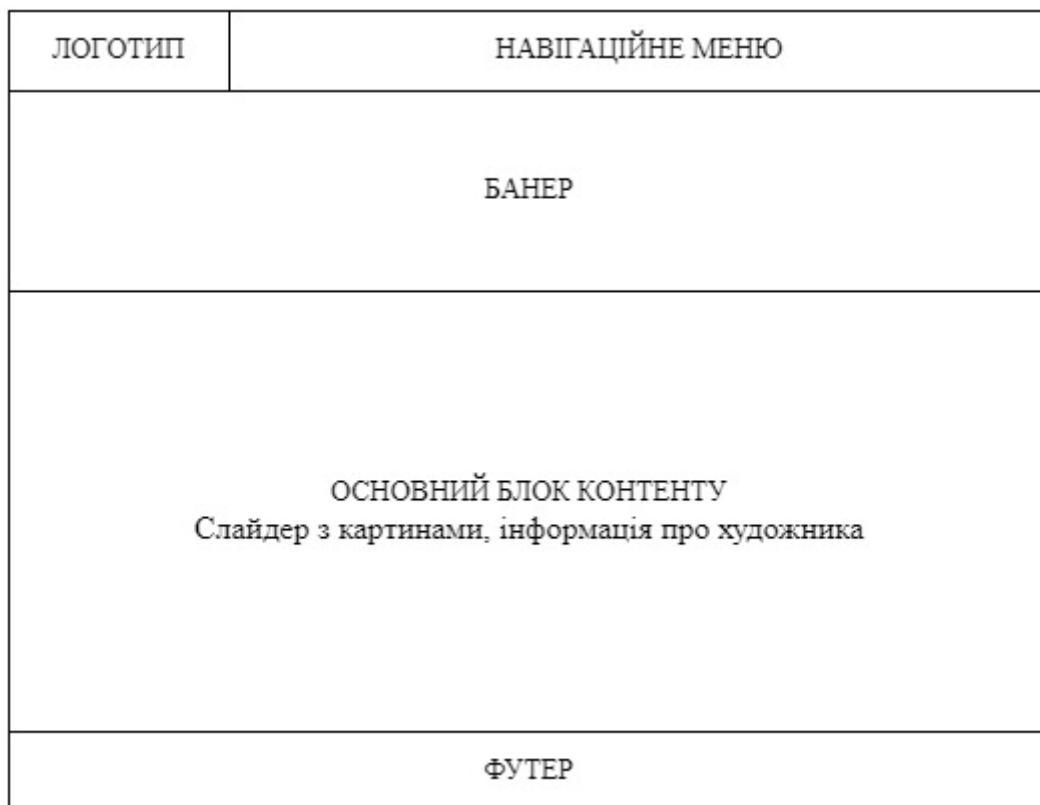 ЛОГОТИП
НАВІГАЦІЙНЕ МЕНЮ
БАНЕР
ОСНОВНИЙ БЛОК КОНТЕНТУ
Слайдер з картинами, інформація про художника
ФУТЕР